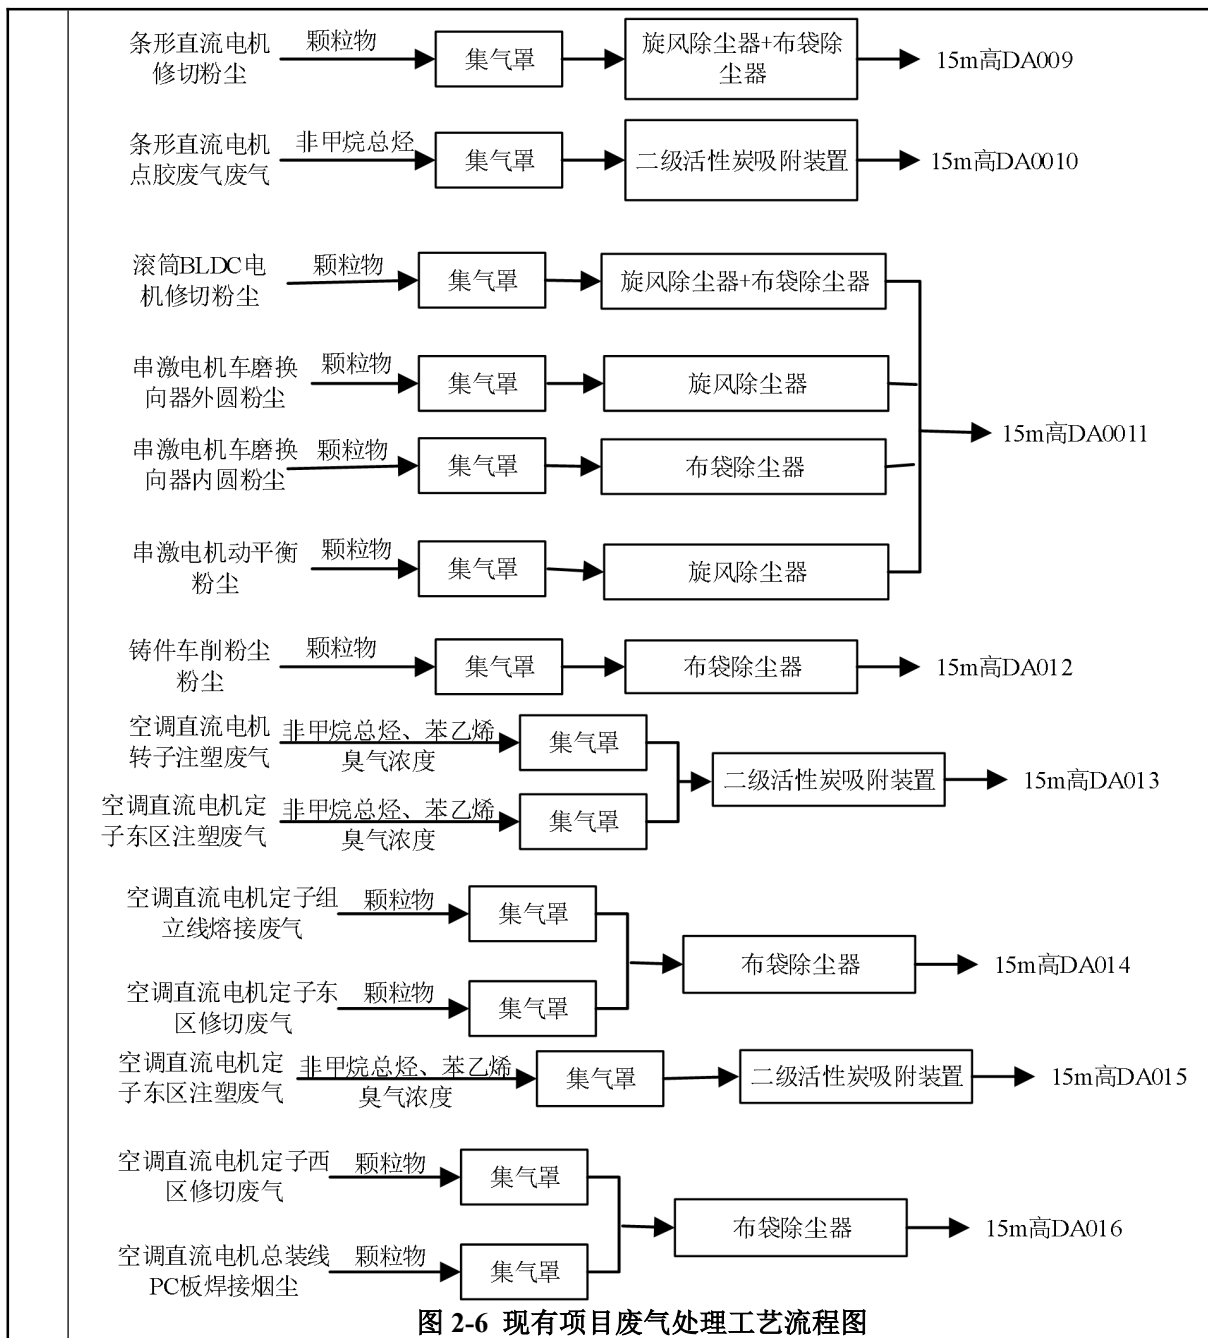 条形直流电机
修切粉尘
颗粒物
集气罩
旋风除尘器+布袋除
尘器
15m高DA009
条形直流电机
点胶废气废气
非甲烷总烃
集气罩
二级活性炭吸附装置
15m高DA0010
滚筒BLDC电
机修切粉尘
颗粒物
集气罩
旋风除尘器+布袋除尘器
串激电机车磨换
向器外圆粉尘
颗粒物
集气罩
旋风除尘器
15m高DA0011
串激电机车磨换
向器内圆粉尘
颗粒物
集气罩
布袋除尘器
串激电机动平衡
粉尘
颗粒物
集气罩
旋风除尘器
铸件车削粉尘
粉尘
颗粒物
集气罩
布袋除尘器
15m高DA012
空调直流电机
转子注塑废气
非甲烷总烃、苯乙烯
臭气浓度
集气罩
二级活性炭吸附装置
15m高DA013
空调直流电机定
子东区注塑废气
非甲烷总烃、苯乙烯
臭气浓度
集气罩
空调直流电机定子组
立线熔接废气
颗粒物
集气罩
布袋除尘器
15m高DA014
空调直流电机定子东
区修切废气
颗粒物
集气罩
空调直流电机定
子东区注塑废气
非甲烷总烃、苯乙烯
臭气浓度
集气罩
二级活性炭吸附装置
15m高DA015
空调直流电机定子西
区修切废气
颗粒物
集气罩
布袋除尘器
15m高DA016
空调直流电机总装线
PC板焊接烟尘
颗粒物
集气罩
图 2-6 现有项目废气处理工艺流程图